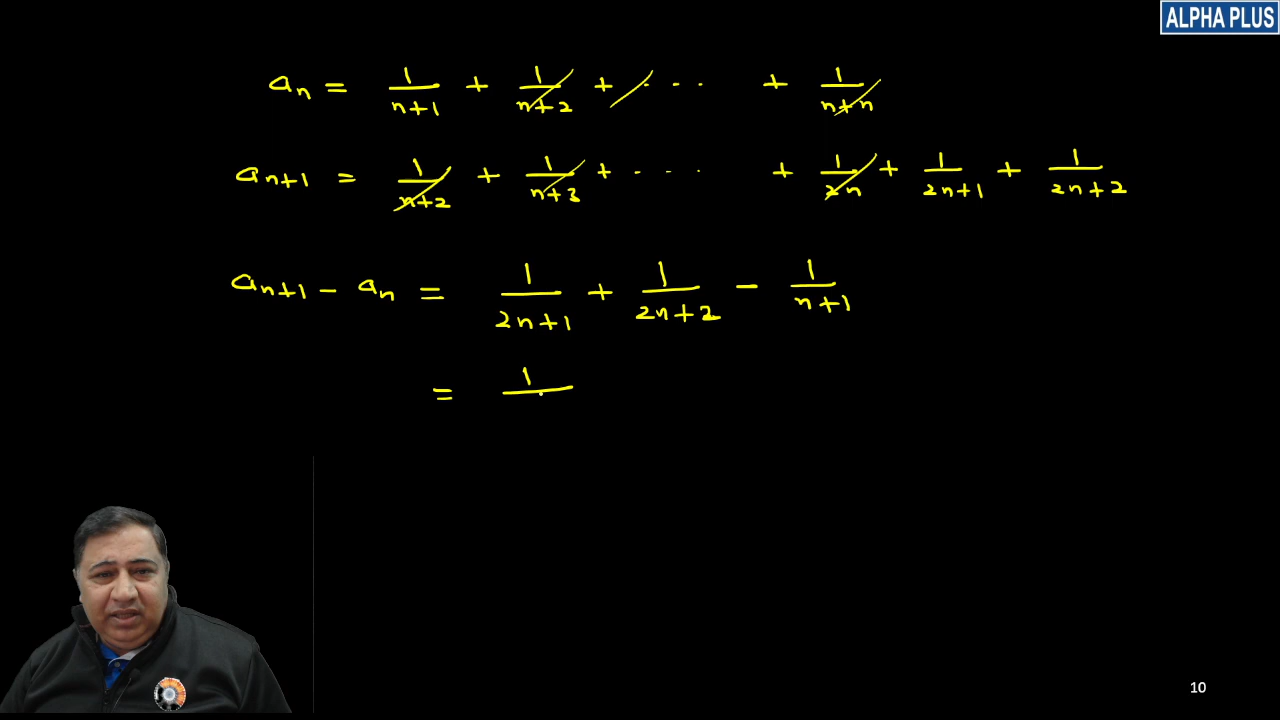 ALPHA PLUS
aₙ = 1/(n+1) + 1/(n+2) + ... + 1/(n+n)
aₙ₊₁ = 1/(n+2) + 1/(n+3) + ... + 1/2n + 1/(2n+1) + 1/(2n+2)
aₙ₊₁ - aₙ = 1/(2n+1) + 1/(2n+2) - 1/(n+1)
= 1/
10